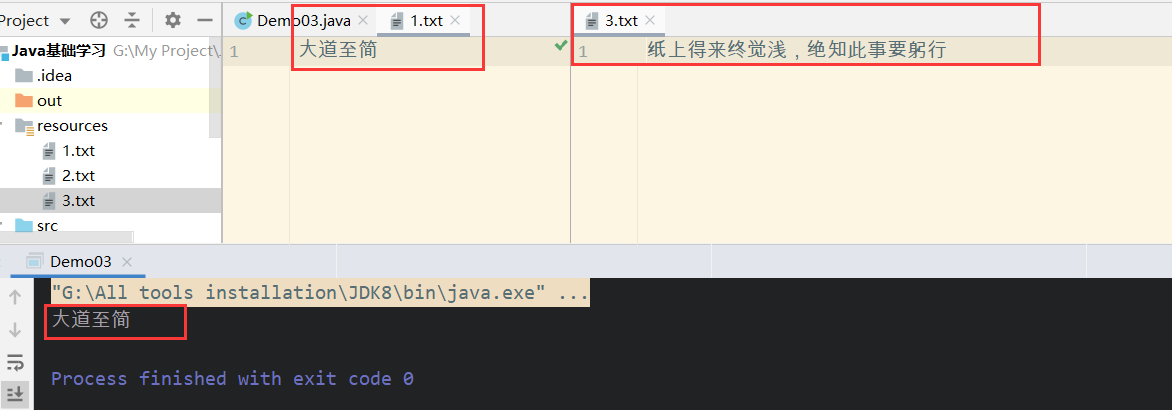 Project
Demo03.java
1.txt
3.txt
Java基础学习 G:\My Project\
1 大道至简
1 纸上得来终觉浅，绝知此事要躬行
.idea
out
resources
1.txt
2.txt
3.txt
src
Demo03
"G:\All tools installation\JDK8\bin\java.exe" ...
大道至简
Process finished with exit code 0